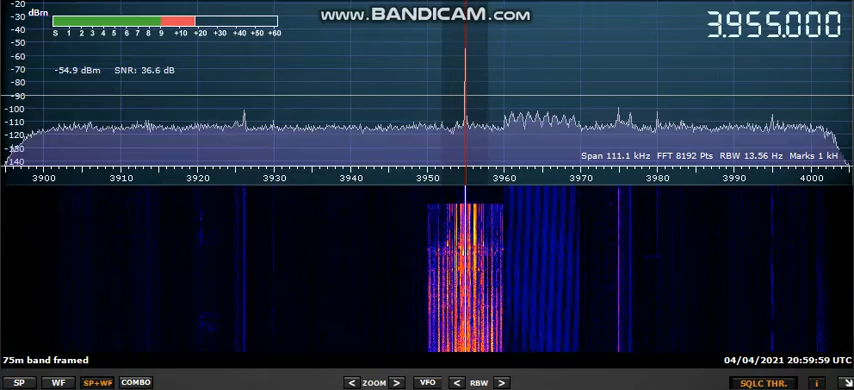 -20
-30
-40
-50
-60
-70
-80
-90
-100
-110
-120
-130
-140
dBm
S 1 2 3 4 5 6 7 8 9 +10 +20 +30 +40 +50 +60
-54.9 dBm SNR: 36.6 dB
www.BANDICAM.com
3.955.000
Span 111.1 kHz FFT 8192 Pts RBW 13.56 Hz Marks 1 kH
3900 3910 3920 3930 3940 3950 3960 3970 3980 3990 4000
75m band framed
04/04/2021 20:59:59 UTC
SP WF SP+WF COMBO < ZOOM > VFO < RBW > SQLC THR. i